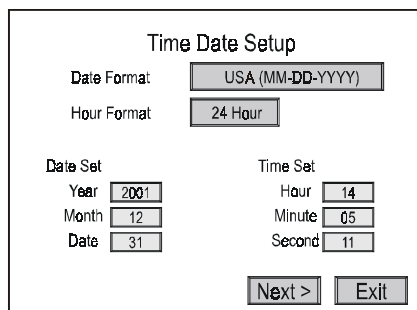 Time Date Setup
Date Format USA (MM-DD-YYYY)
Hour Format 24 Hour
Date Set Time Set
Year 2001 Hour 14
Month 12 Minute 05
Date 31 Second 11
Next > Exit